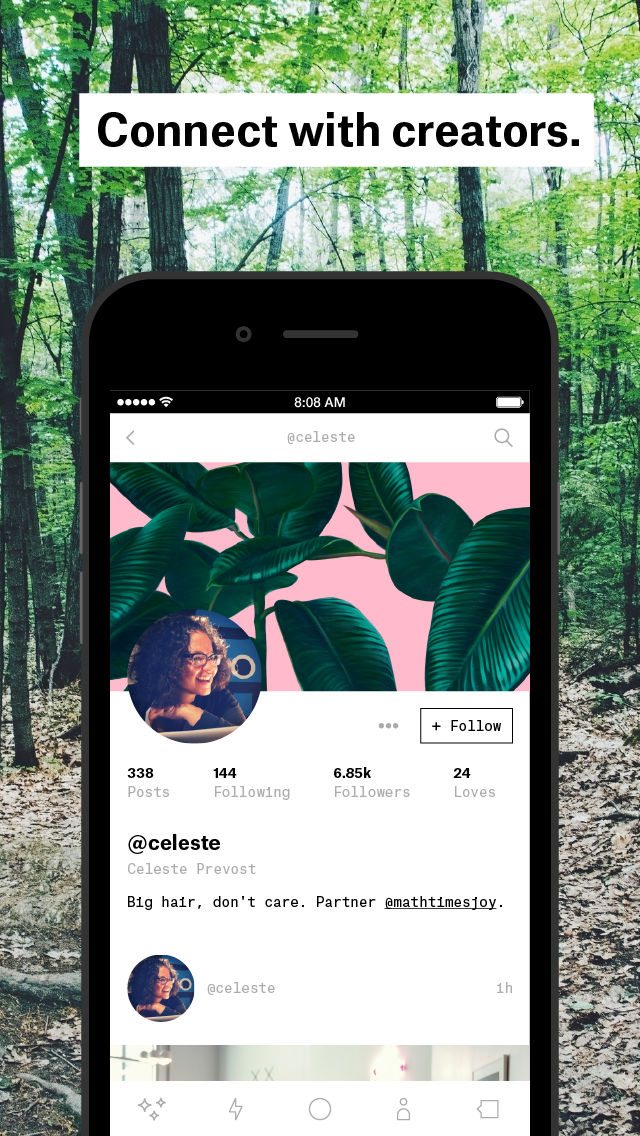 Connect with creators.
8:08 AM
@celeste
+ Follow
338 144 6.85k 24
Posts Following Followers Loves
@celeste
Celeste Prevost
Big hair, don't care. Partner @mathtimesjoy.
@celeste 1h